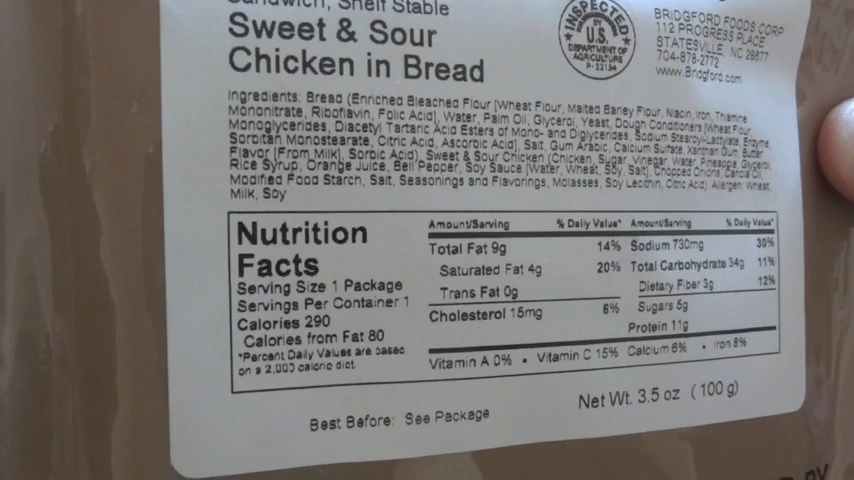 Sandwich, Shelf Stable
Sweet & Sour
Chicken in Bread
INSPECTED
BY
U.S.
DEPARTMENT OF
AGRICULTURE
P-32134
BRIDGFORD FOODS CORP
112 PROGRESS PLACE
STATESVILLE, NC 28677
704-878-2772
www.Bridgford.com
Ingredients: Bread (Enriched Bleached Flour [Wheat Flour, Malted Barley Flour, Niacin, Iron, Thiamine
Mononitrate, Riboflavin, Folic Acid], Water, Palm Oil, Glycerol, Yeast, Dough Conditioners [Wheat Flour,
Monoglycerides, Diacetyl Tartaric Acid Esters of Mono- and Diglycerides, Sodium Stearoyl-Lactylate, Enzyme,
Sorbitan Monostearate, Citric Acid, Ascorbic Acid], Salt, Gum Arabic, Calcium Sulfate, Xanthan Gum, Butter
Flavor [From Milk], Sorbic Acid), Sweet & Sour Chicken (Chicken, Sugar, Vinegar, Water, Pineapple, Glycerol,
Rice Syrup, Orange Juice, Bell Pepper, Soy Sauce [Water, Wheat, Soy, Salt], Chopped Onions, Canola Oil,
Modified Food Starch, Salt, Seasonings and Flavorings, Molasses, Soy Lecithin, Citric Acid). Allergen: Wheat,
Milk, Soy
Nutrition
Facts
Serving Size 1 Package
Servings Per Container 1
Calories 290
Calories from Fat 80
*Percent Daily Values are based
on a 2,000 calorie diet.
Amount/Serving % Daily Value* Amount/Serving % Daily Value*
Total Fat 9g 14% Sodium 730mg 30%
Saturated Fat 4g 20% Total Carbohydrate 34g 11%
Trans Fat 0g Dietary Fiber 3g 12%
Cholesterol 15mg 6% Sugars 5g
Protein 11g
Vitamin A 0% • Vitamin C 15% Calcium 6% • Iron 8%
Best Before: See Package
Net Wt. 3.5 oz (100 g)